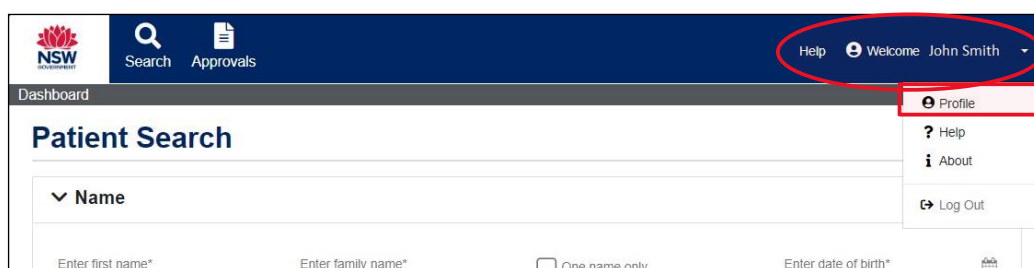 NSW
GOVERNMENT
Search
Approvals
Help
Welcome John Smith
Dashboard
Profile
Patient Search
Help
About
Name
Log Out
Enter first name*
Enter family name*
One name only
Enter date of birth*